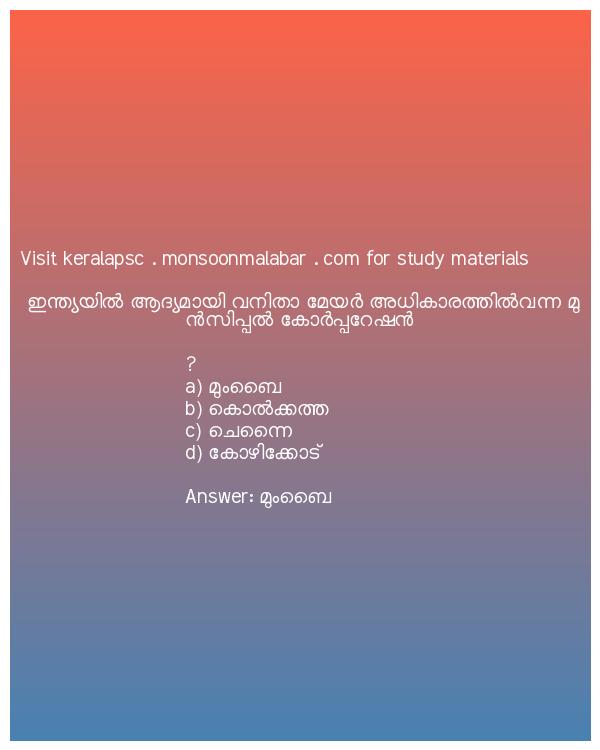 Visit keralapsc . monsoonmalabar . com for study materials
ഇന്ത്യയിൽ ആദ്യമായി വനിതാ മേയർ അധികാരത്തിൽവന്ന മു
ൻസിപ്പൽ കോർപ്പറേഷൻ
?
a) മുംബൈ
b) കൊൽക്കത്ത
c) ചെന്നൈ
d) കോഴിക്കോട്
Answer: മുംബൈ